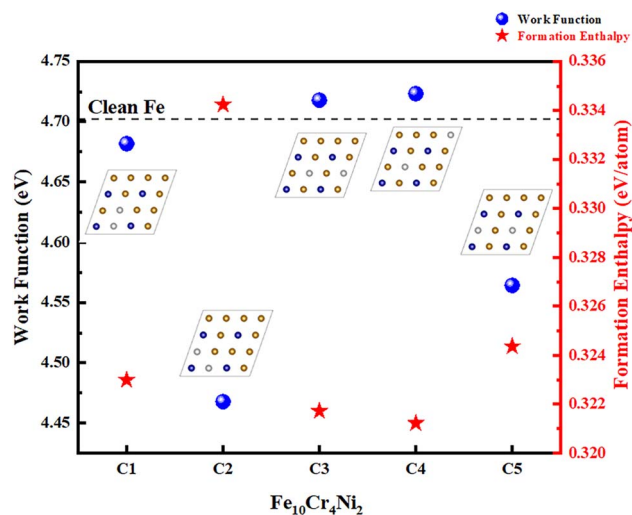 Work Function
Formation Enthalpy
4.75
4.70
4.65
4.60
4.55
4.50
4.45
Work Function (eV)
Clean Fe
0.336
0.334
0.333
0.330
0.328
0.326
0.324
0.322
0.320
Formation Enthalpy (eV/atom)
C1 C2 C3 C4 C5
Fe₁₀Cr₄Ni₂